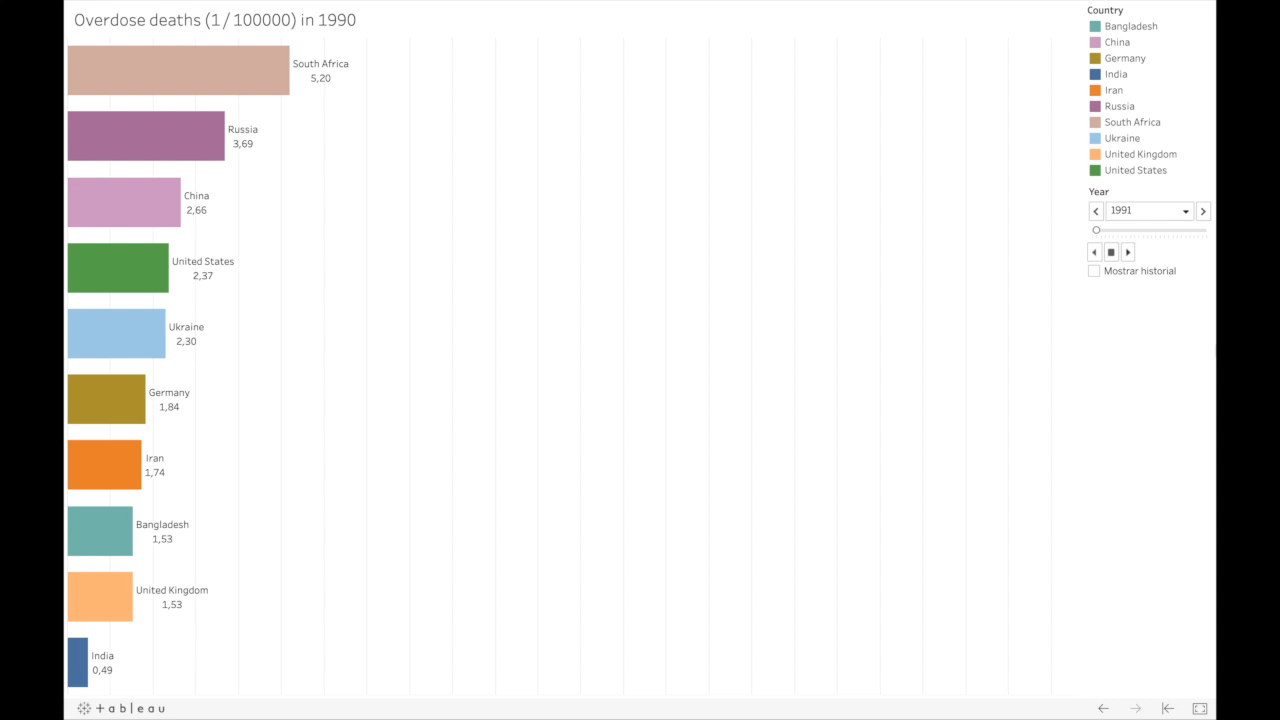 Overdose deaths (1 / 100000) in 1990
South Africa
5,20
Russia
3,69
China
2,66
United States
2,37
Ukraine
2,30
Germany
1,84
Iran
1,74
Bangladesh
1,53
United Kingdom
1,53
India
0,49
Country
Bangladesh
China
Germany
India
Iran
Russia
South Africa
Ukraine
United Kingdom
United States
Year
1991
Mostrar historial
+ a b l e a u